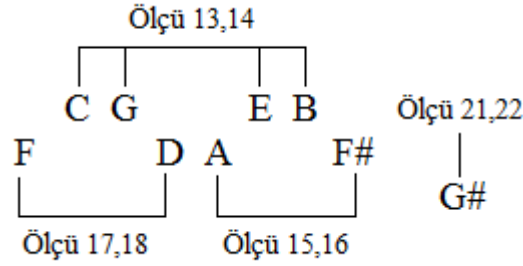 Ölçü 13,14
C G E B
Ölçü 21,22
F D A F#
G#
Ölçü 17,18
Ölçü 15,16